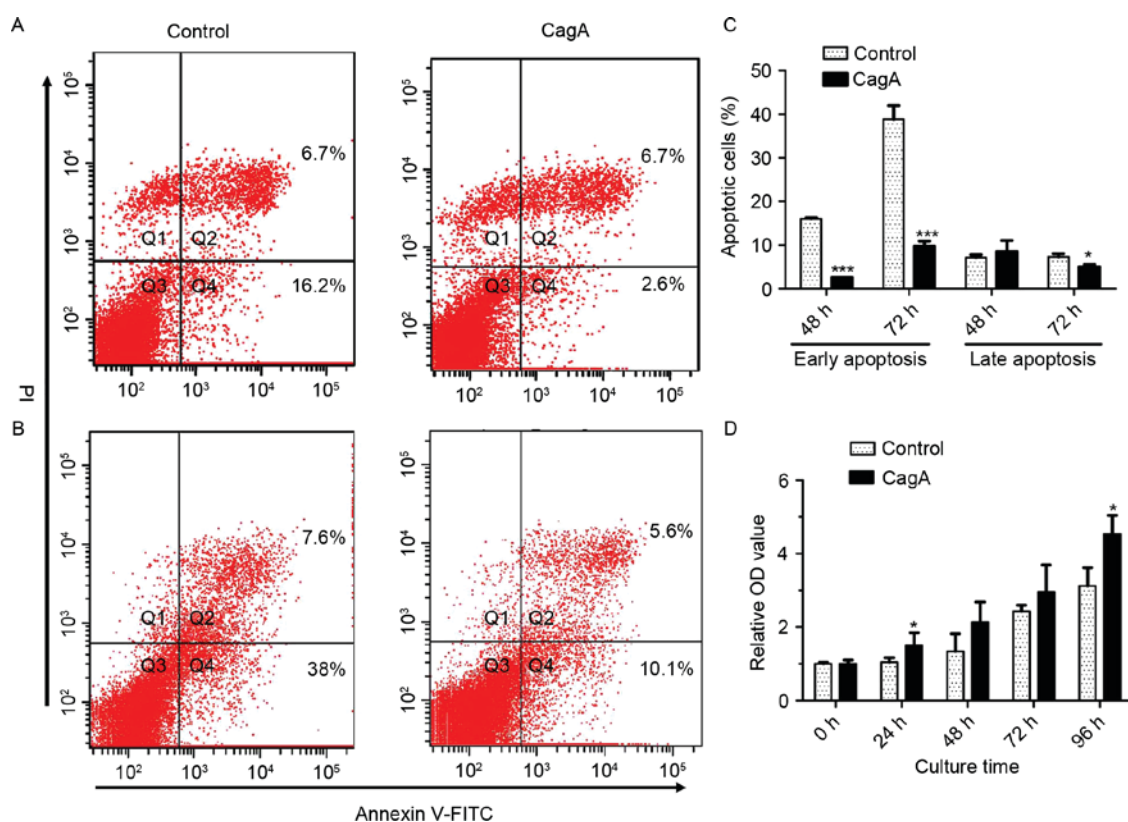 A
Control
CagA
10⁵
10⁴
10³
10²
6.7%
Q1 Q2
Q3 Q4
16.2%
10² 10³ 10⁴ 10⁵
10⁵
10⁴
10³
10²
6.7%
Q1 Q2
Q3 Q4
2.6%
10² 10³ 10⁴ 10⁵
PI
B
10⁵
10⁴
10³
10²
7.6%
Q1 Q2
Q3 Q4
38%
10² 10³ 10⁴ 10⁵
10⁵
10⁴
10³
10²
5.6%
Q1 Q2
Q3 Q4
10.1%
10² 10³ 10⁴ 10⁵
Annexin V-FITC
C
Control
CagA
Apoptotic cells (%)
50
40
30
20
10
0
***
***
*
48 h 72 h 48 h 72 h
Early apoptosis Late apoptosis
D
Control
CagA
Relative OD value
6
4
2
0
*
*
0 h 24 h 48 h 72 h 96 h
Culture time